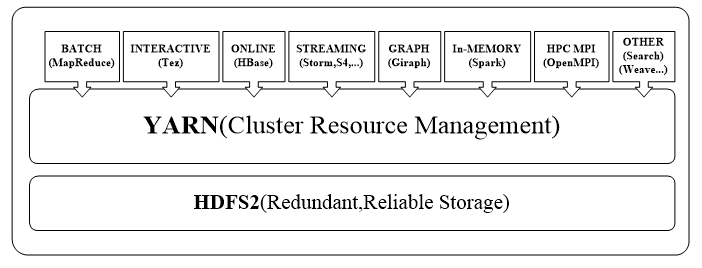 BATCH
(MapReduce)
INTERACTIVE
(Tez)
ONLINE
(HBase)
STREAMING
(Storm,S4,...)
GRAPH
(Giraph)
In-MEMORY
(Spark)
HPC MPI
(OpenMPI)
OTHER
(Search)
(Weave...)
YARN(Cluster Resource Management)
HDFS2(Redundant,Reliable Storage)